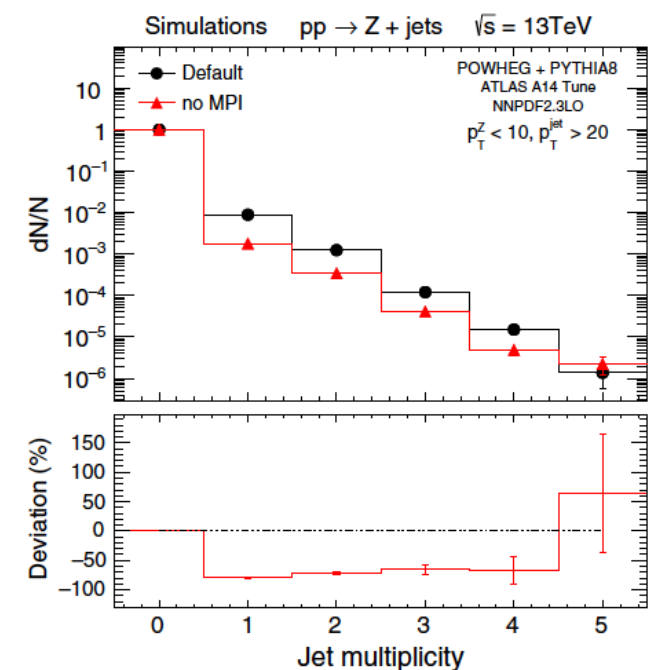 Simulations pp → Z + jets √s = 13TeV
Default
no MPI
POWHEG + PYTHIA8
ATLAS A14 Tune
NNPDF2.3LO
p_T^Z < 10, p_T^jet > 20
dN/N
10
1
10⁻¹
10⁻²
10⁻³
10⁻⁴
10⁻⁵
10⁻⁶
Deviation (%)
150
100
50
0
−50
−100
0 1 2 3 4 5
Jet multiplicity